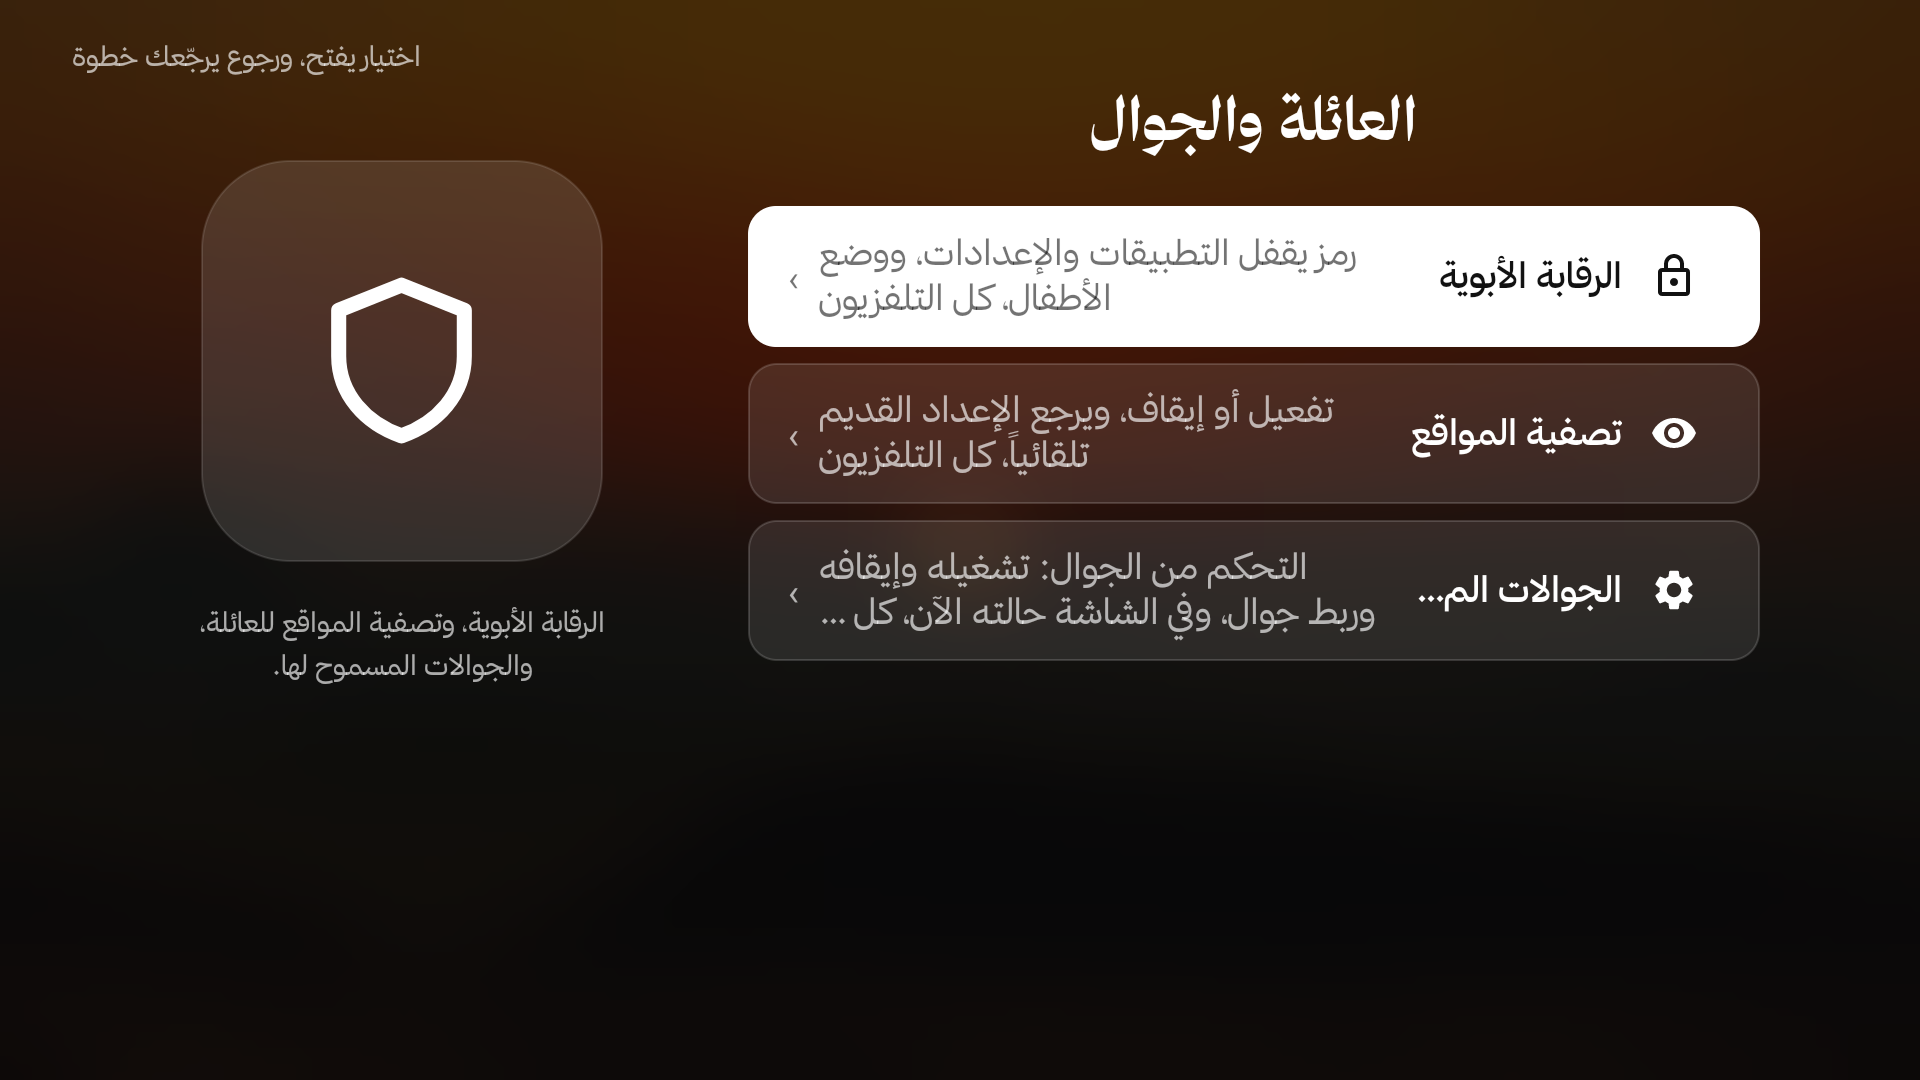 اختيار يفتح، ورجوع يرجّعك خطوة
العائلة والجوال
الرقابة الأبوية
رمز يقفل التطبيقات والإعدادات، ووضع
الأطفال، كل التلفزيون
تصفية المواقع
تفعيل أو إيقاف، ويرجع الإعداد القديم
تلقائياً، كل التلفزيون
الجوالات الم...
التحكم من الجوال: تشغيله وإيقافه
وربط جوال، وفي الشاشة حالته الآن، كل ...
الرقابة الأبوية، وتصفية المواقع للعائلة،
والجوالات المسموح لها.